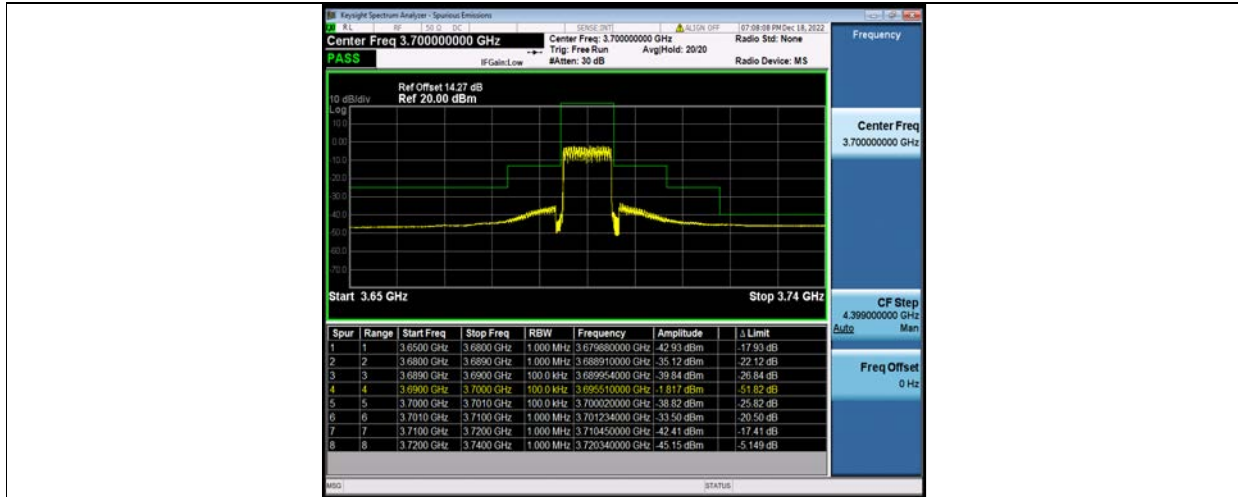 Keysight Spectrum Analyzer - Spurious Emissions
RL RF 50 Ω DC SENSE:INT ALIGN OFF 07:09:08 PM Dec 18, 2022
Center Freq 3.700000000 GHz Center Freq: 3.700000000 GHz Radio Std: None
Trig: Free Run Avg|Hold: 20/20
PASS IFGain:Low #Atten: 30 dB Radio Device: MS
Ref Offset 14.27 dB
10 dB/div Ref 20.00 dBm
Log
10.0
0.00
-10.0
-20.0
-30.0
-40.0
-50.0
-60.0
-70.0
Start 3.65 GHz Stop 3.74 GHz
Spur Range Start Freq Stop Freq RBW Frequency Amplitude Δ Limit
1 1 3.6500 GHz 3.6800 GHz 1.000 MHz 3.679880000 GHz -42.93 dBm -17.93 dB
2 2 3.6800 GHz 3.6890 GHz 1.000 MHz 3.688910000 GHz -35.12 dBm -22.12 dB
3 3 3.6890 GHz 3.6900 GHz 100.0 kHz 3.689954000 GHz -39.84 dBm -26.84 dB
4 4 3.6900 GHz 3.7000 GHz 100.0 kHz 3.695510000 GHz -1.817 dBm -51.82 dB
5 5 3.7000 GHz 3.7010 GHz 100.0 kHz 3.700020000 GHz -38.82 dBm -25.82 dB
6 6 3.7010 GHz 3.7100 GHz 1.000 MHz 3.701234000 GHz -33.50 dBm -20.50 dB
7 7 3.7100 GHz 3.7200 GHz 1.000 MHz 3.710450000 GHz -42.41 dBm -17.41 dB
8 8 3.7200 GHz 3.7400 GHz 1.000 MHz 3.720340000 GHz -45.15 dBm -5.149 dB
MSG STATUS
Frequency
Center Freq
3.700000000 GHz
CF Step
4.399000000 GHz
Auto Man
Freq Offset
0 Hz